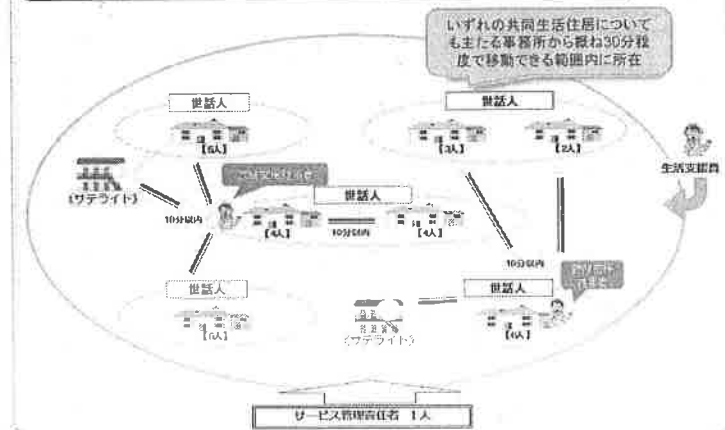 いずれの共同生活住居について
も主たる事務所から概ね30分程
度で移動できる範囲内に所在
世話人
世話人
【3人】
【2人】
生活支援員
(サテライト)
世話人
10分以内
【4人】
10分以内
【4人】
10分以内
世話人
世話人
(サテライト)
サービス管理責任者 1人